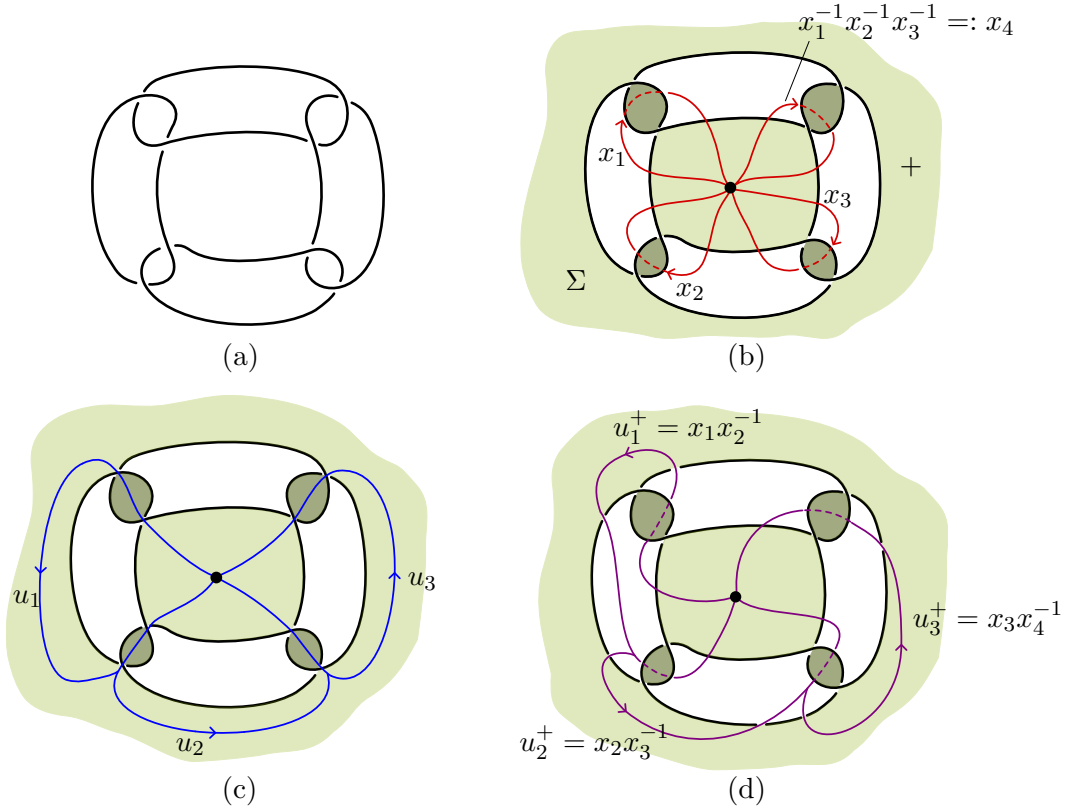 (a)
x_1^{-1}x_2^{-1}x_3^{-1} =: x_4
x_1
+
x_3
Σ
x_2
(b)
u_1
u_3
u_2
(c)
u_1^+ = x_1x_2^{-1}
u_3^+ = x_3x_4^{-1}
u_2^+ = x_2x_3^{-1}
(d)